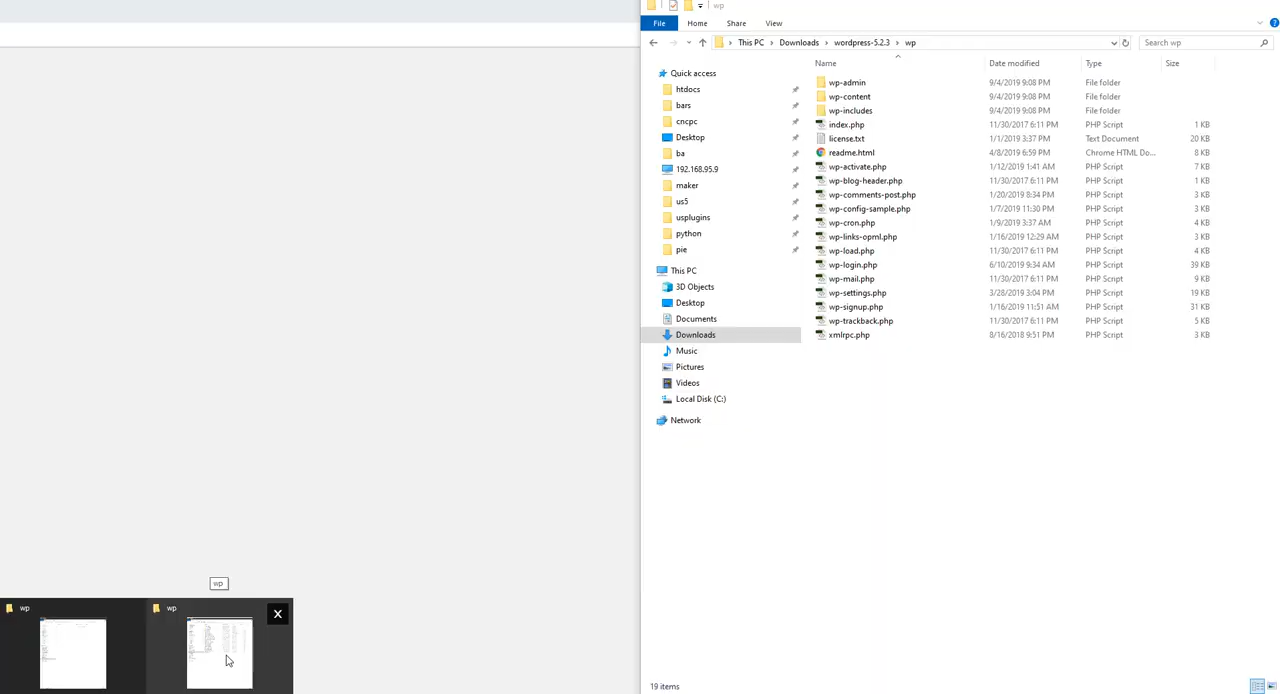 wp
File Home Share View
This PC Downloads wordpress-5.2.3 wp Search wp
Name Date modified Type Size
Quick access
htdocs
bars
cncpc
Desktop
ba
192.168.95.9
maker
us5
usplugins
python
pie
This PC
3D Objects
Desktop
Documents
Downloads
Music
Pictures
Videos
Local Disk (C:)
Network
wp-admin 9/4/2019 9:08 PM File folder
wp-content 9/4/2019 9:08 PM File folder
wp-includes 9/4/2019 9:08 PM File folder
index.php 11/30/2017 6:11 PM PHP Script 1 KB
license.txt 1/1/2019 3:37 PM Text Document 20 KB
readme.html 4/8/2019 6:59 PM Chrome HTML Do... 8 KB
wp-activate.php 1/12/2019 1:41 AM PHP Script 7 KB
wp-blog-header.php 11/30/2017 6:11 PM PHP Script 1 KB
wp-comments-post.php 1/20/2019 8:34 PM PHP Script 3 KB
wp-config-sample.php 1/7/2019 11:30 PM PHP Script 3 KB
wp-cron.php 1/9/2019 3:37 AM PHP Script 4 KB
wp-links-opml.php 1/16/2019 12:29 AM PHP Script 3 KB
wp-load.php 11/30/2017 6:11 PM PHP Script 4 KB
wp-login.php 6/10/2019 9:34 AM PHP Script 39 KB
wp-mail.php 11/30/2017 6:11 PM PHP Script 9 KB
wp-settings.php 3/28/2019 3:04 PM PHP Script 19 KB
wp-signup.php 1/16/2019 11:51 AM PHP Script 31 KB
wp-trackback.php 11/30/2017 6:11 PM PHP Script 5 KB
xmlrpc.php 8/16/2018 9:51 PM PHP Script 3 KB
wp
wp wp
19 items